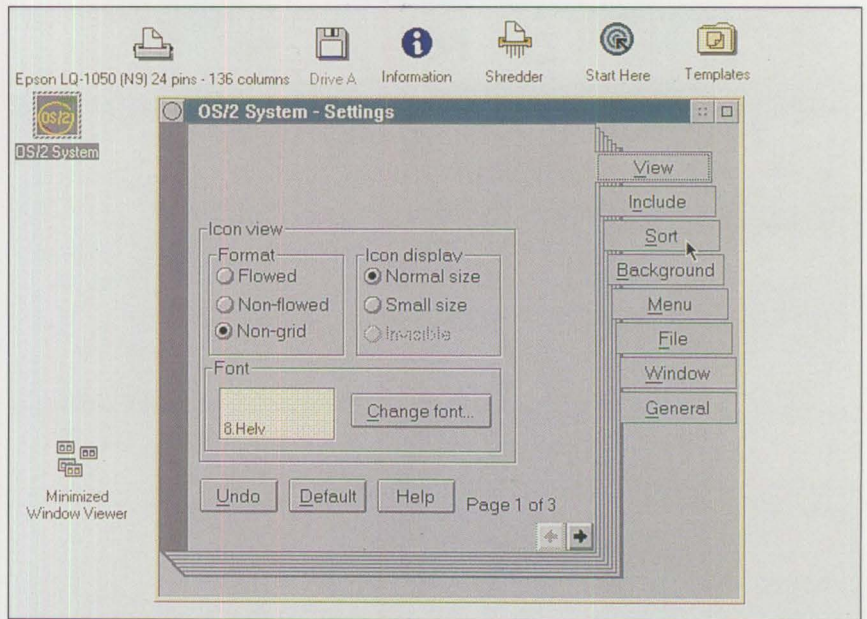 Epson LQ-1050 (N9) 24 pins - 136 columns
Drive A
Information
Shredder
Start Here
Templates
OS/2
OS/2 System
OS/2 System - Settings
View
Include
Sort
Background
Menu
File
Window
General
Icon view
Format
Flowed
Non-flowed
Non-grid
Icon display
Normal size
Small size
Invisible
Font
8.Helv
Change font...
Undo
Default
Help
Page 1 of 3
Minimized
Window Viewer